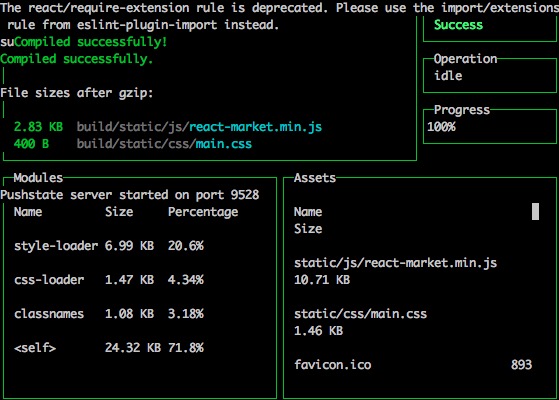 The react/require-extension rule is deprecated. Please use the import/extensions
rule from eslint-plugin-import instead.
Success
suCompiled successfully!
Compiled successfully.
Operation
idle
File sizes after gzip:
Progress
100%
2.83 KB build/static/js/react-market.min.js
400 B build/static/css/main.css
Modules
Pushstate server started on port 9528
Name Size Percentage
style-loader 6.99 KB 20.6%
css-loader 1.47 KB 4.34%
classnames 1.08 KB 3.18%
<self> 24.32 KB 71.8%
Assets
Name
Size
static/js/react-market.min.js
10.71 KB
static/css/main.css
1.46 KB
favicon.ico 893